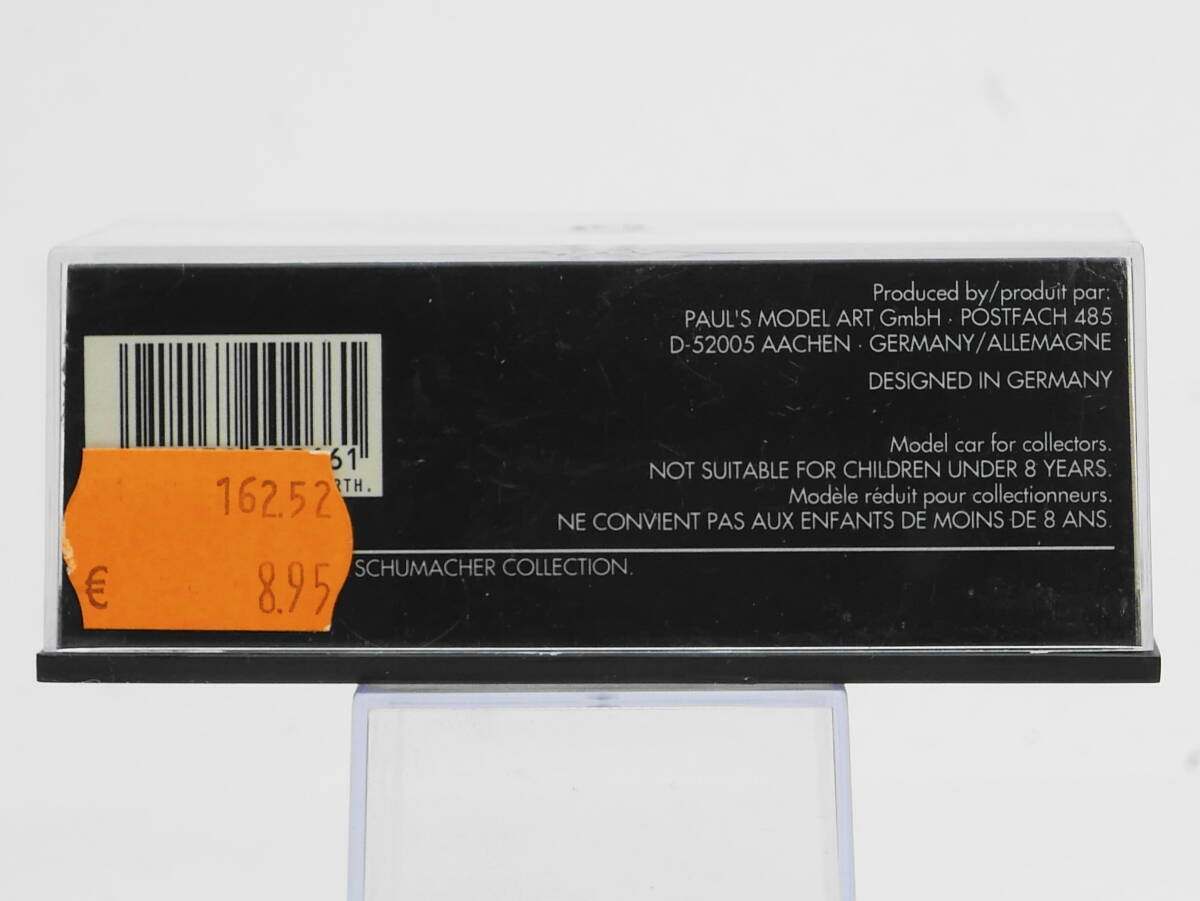 Produced by/produit par:
PAUL'S MODEL ART GmbH · POSTFACH 485
D-52005 AACHEN · GERMANY/ALLEMAGNE
DESIGNED IN GERMANY
Model car for collectors.
NOT SUITABLE FOR CHILDREN UNDER 8 YEARS.
Modèle réduit pour collectionneurs.
NE CONVIENT PAS AUX ENFANTS DE MOINS DE 8 ANS.
162.52
€ 8.95
SCHUMACHER COLLECTION.